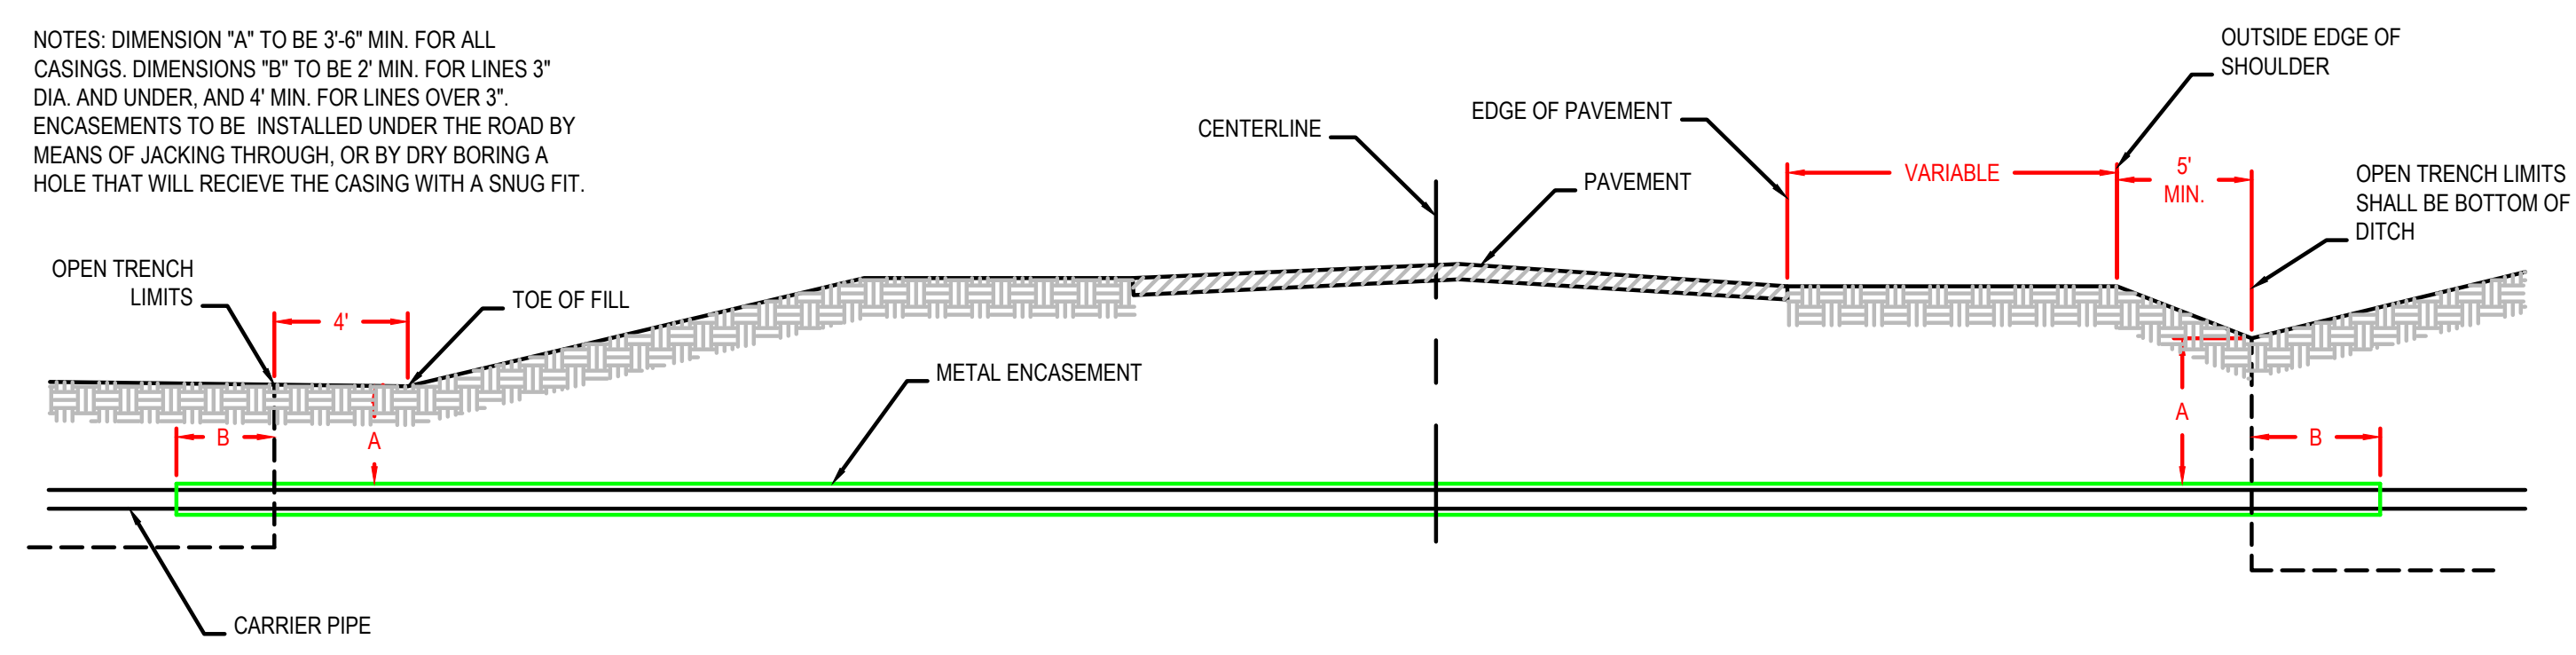 NOTES: DIMENSION "A" TO BE 3'-6" MIN. FOR ALL
CASINGS. DIMENSIONS "B" TO BE 2' MIN. FOR LINES 3"
DIA. AND UNDER, AND 4' MIN. FOR LINES OVER 3".
ENCASEMENTS TO BE INSTALLED UNDER THE ROAD BY
MEANS OF JACKING THROUGH, OR BY DRY BORING A
HOLE THAT WILL RECIEVE THE CASING WITH A SNUG FIT.
OUTSIDE EDGE OF
SHOULDER
EDGE OF PAVEMENT
CENTERLINE
PAVEMENT
VARIABLE
5'
MIN.
OPEN TRENCH LIMITS
SHALL BE BOTTOM OF
DITCH
OPEN TRENCH
LIMITS
4'
TOE OF FILL
METAL ENCASEMENT
B
A
A
B
CARRIER PIPE